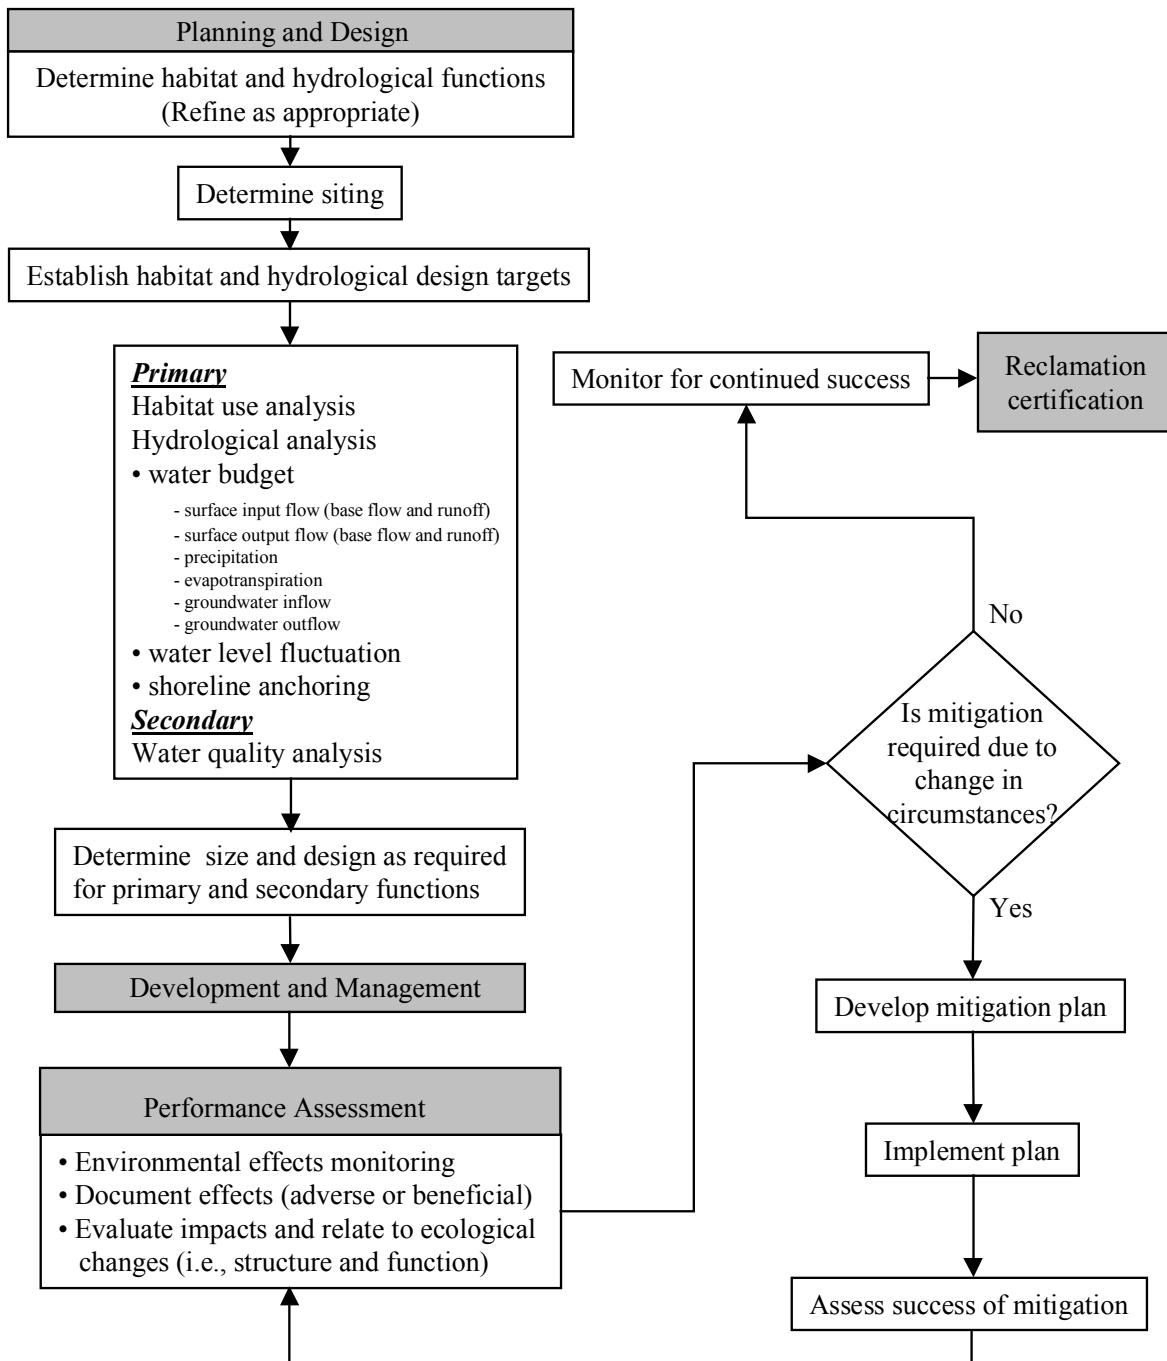 Planning and Design
Determine habitat and hydrological functions
(Refine as appropriate)
Determine siting
Establish habitat and hydrological design targets
Primary
Habitat use analysis
Hydrological analysis
• water budget
- surface input flow (base flow and runoff)
- surface output flow (base flow and runoff)
- precipitation
- evapotranspiration
- groundwater inflow
- groundwater outflow
• water level fluctuation
• shoreline anchoring
Secondary
Water quality analysis
Determine size and design as required
for primary and secondary functions
Development and Management
Performance Assessment
• Environmental effects monitoring
• Document effects (adverse or beneficial)
• Evaluate impacts and relate to ecological
changes (i.e., structure and function)
Monitor for continued success
Reclamation
certification
No
Is mitigation
required due to
change in
circumstances?
Yes
Develop mitigation plan
Implement plan
Assess success of mitigation